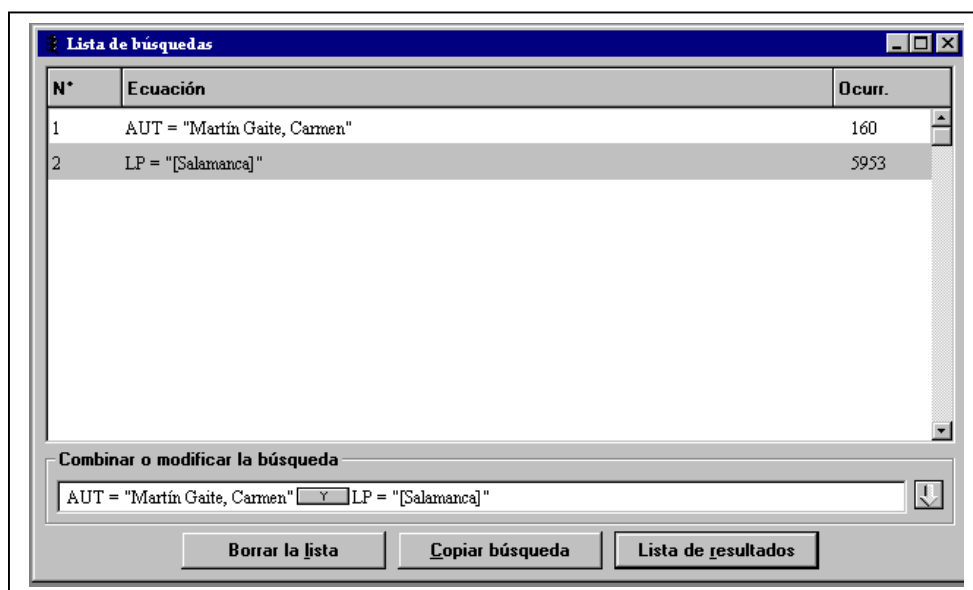 Lista de búsquedas
N° Ecuación Ocurr.
1 AUT = "Martín Gaite, Carmen" 160
2 LP = "[Salamanca]" 5953
Combinar o modificar la búsqueda
AUT = "Martín Gaite, Carmen" Y LP = "[Salamanca]"
Borrar la lista Copiar búsqueda Lista de resultados